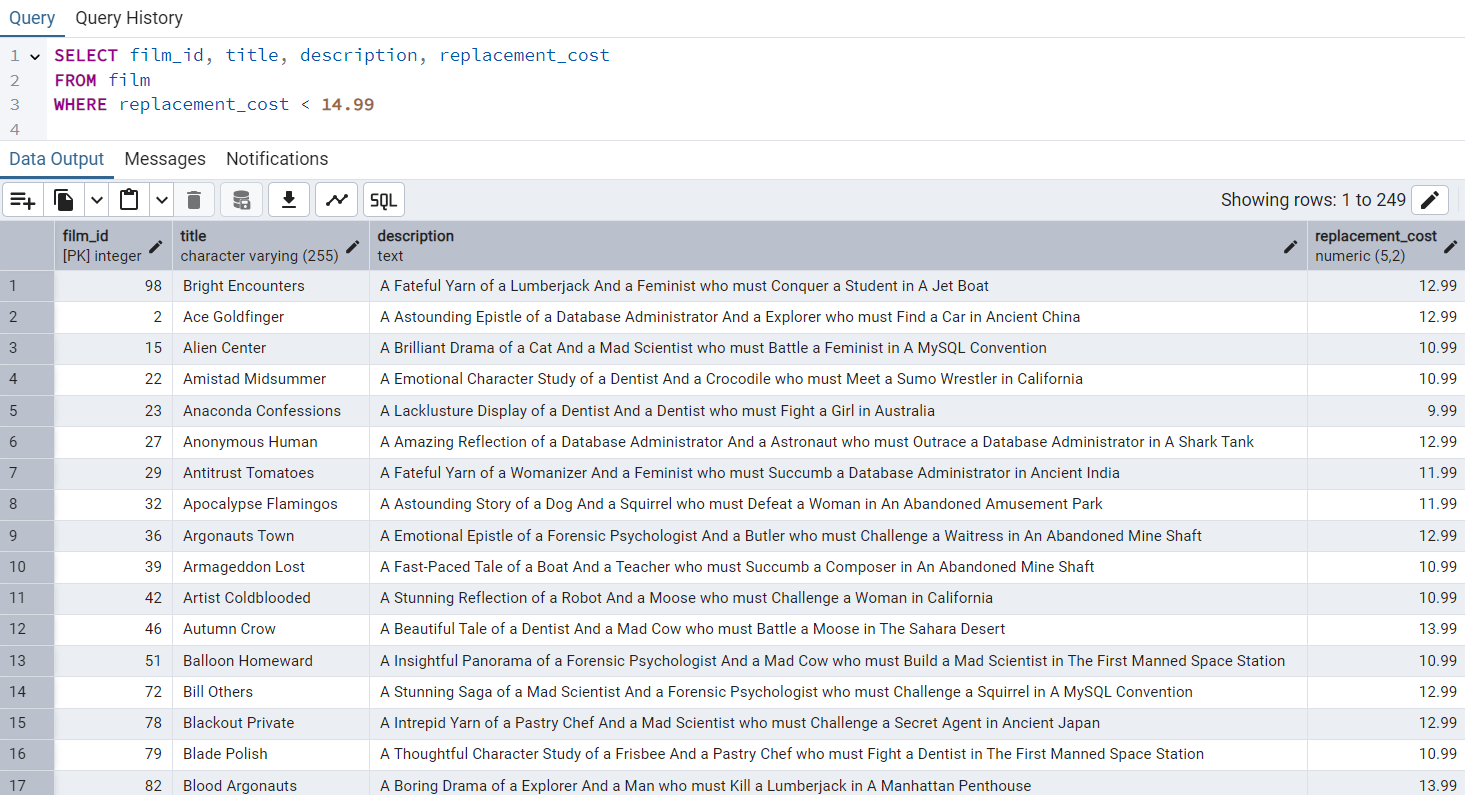 Query Query History
1 SELECT film_id, title, description, replacement_cost
2 FROM film
3 WHERE replacement_cost < 14.99
4
Data Output Messages Notifications
SQL Showing rows: 1 to 249
film_id title description replacement_cost
[PK] integer character varying (255) text numeric (5,2)
1 98 Bright Encounters A Fateful Yarn of a Lumberjack And a Feminist who must Conquer a Student in A Jet Boat 12.99
2 2 Ace Goldfinger A Astounding Epistle of a Database Administrator And a Explorer who must Find a Car in Ancient China 12.99
3 15 Alien Center A Brilliant Drama of a Cat And a Mad Scientist who must Battle a Feminist in A MySQL Convention 10.99
4 22 Amistad Midsummer A Emotional Character Study of a Dentist And a Crocodile who must Meet a Sumo Wrestler in California 10.99
5 23 Anaconda Confessions A Lacklusture Display of a Dentist And a Dentist who must Fight a Girl in Australia 9.99
6 27 Anonymous Human A Amazing Reflection of a Database Administrator And a Astronaut who must Outrace a Database Administrator in A Shark Tank 12.99
7 29 Antitrust Tomatoes A Fateful Yarn of a Womanizer And a Feminist who must Succumb a Database Administrator in Ancient India 11.99
8 32 Apocalypse Flamingos A Astounding Story of a Dog And a Squirrel who must Defeat a Woman in An Abandoned Amusement Park 11.99
9 36 Argonauts Town A Emotional Epistle of a Forensic Psychologist And a Butler who must Challenge a Waitress in An Abandoned Mine Shaft 12.99
10 39 Armageddon Lost A Fast-Paced Tale of a Boat And a Teacher who must Succumb a Composer in An Abandoned Mine Shaft 10.99
11 42 Artist Coldblooded A Stunning Reflection of a Robot And a Moose who must Challenge a Woman in California 10.99
12 46 Autumn Crow A Beautiful Tale of a Dentist And a Mad Cow who must Battle a Moose in The Sahara Desert 13.99
13 51 Balloon Homeward A Insightful Panorama of a Forensic Psychologist And a Mad Cow who must Build a Mad Scientist in The First Manned Space Station 10.99
14 72 Bill Others A Stunning Saga of a Mad Scientist And a Forensic Psychologist who must Challenge a Squirrel in A MySQL Convention 12.99
15 78 Blackout Private A Intrepid Yarn of a Pastry Chef And a Mad Scientist who must Challenge a Secret Agent in Ancient Japan 12.99
16 79 Blade Polish A Thoughtful Character Study of a Frisbee And a Pastry Chef who must Fight a Dentist in The First Manned Space Station 10.99
17 82 Blood Argonauts A Boring Drama of a Explorer And a Man who must Kill a Lumberjack in A Manhattan Penthouse 13.99